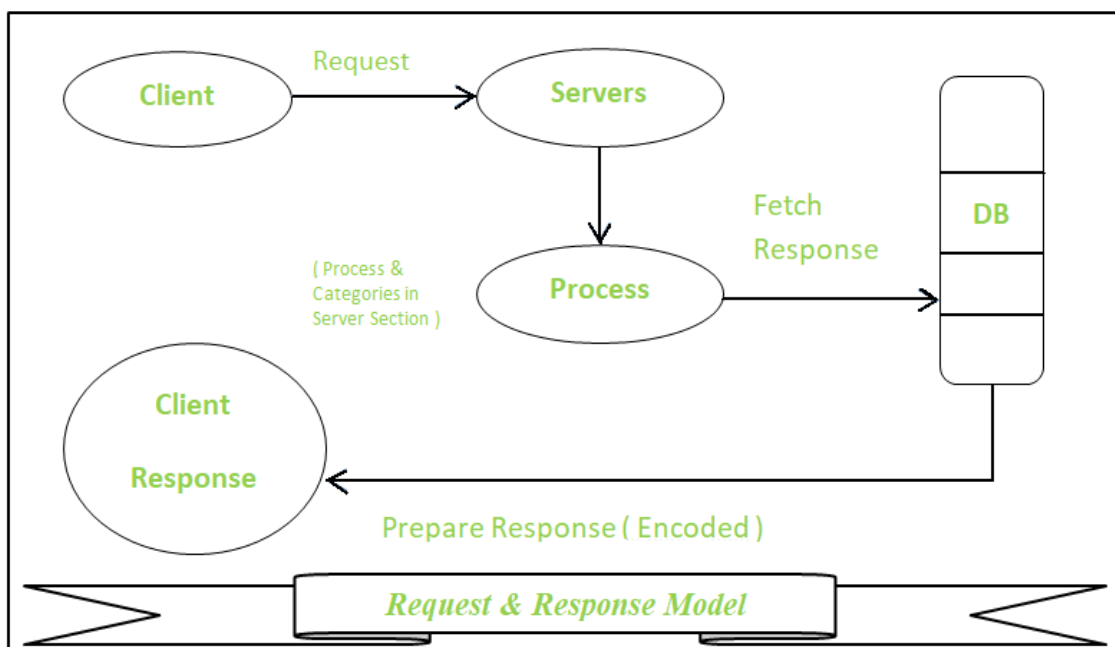 Request
Client
Servers
Fetch
Response
DB
( Process &
Categories in
Server Section )
Process
Client
Response
Prepare Response ( Encoded )
Request & Response Model